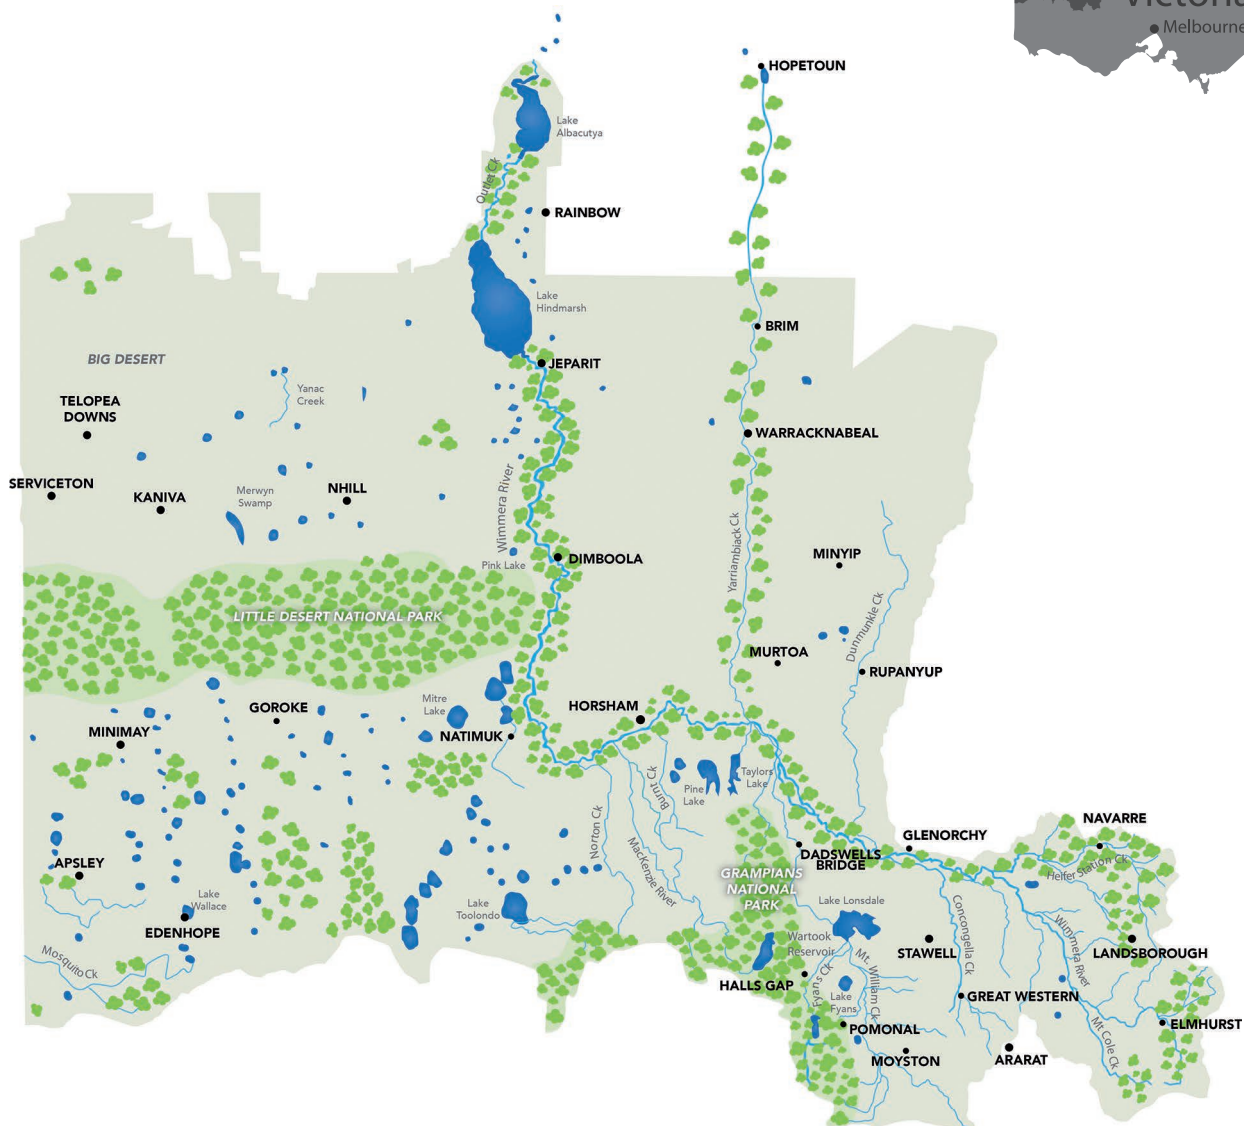 Victoria
Melbourne
HOPETOUN
Lake
Albacutya
Outlet Ck
RAINBOW
Lake
Hindmarsh
BRIM
BIG DESERT
JEPARIT
Yanac
Creek
TELOPEA
DOWNS
WARRACKNABEAL
SERVICETON
KANIVA
Merwyn
Swamp
NHILL
Wimmera River
Yarriambiack Ck
MINYIP
Pink Lake
DIMBOOLA
LITTLE DESERT NATIONAL PARK
Dunmunkle Ck
MURTOA
RUPANYUP
Mitre
Lake
GOROKE
HORSHAM
MINIMAY
NATIMUK
Burnt Ck
Pine
Lake
Taylors
Lake
Norton Ck
MacKenzie River
NAVARRE
GLENORCHY
DADSWELLS
BRIDGE
Heifer Station Ck
APSLEY
GRAMPIANS
NATIONAL
PARK
Lake
Wallace
Lake
Toolondo
Lake Lonsdale
Concongella Ck
Wimmera River
EDENHOPE
Wartook
Reservoir
STAWELL
LANDSBOROUGH
Mosquito Ck
Mt. William Ck
HALLS GAP
Fyans Ck
Lake
Fyans
GREAT WESTERN
POMONAL
Mt Cole Ck
ELMHURST
MOYSTON
ARARAT